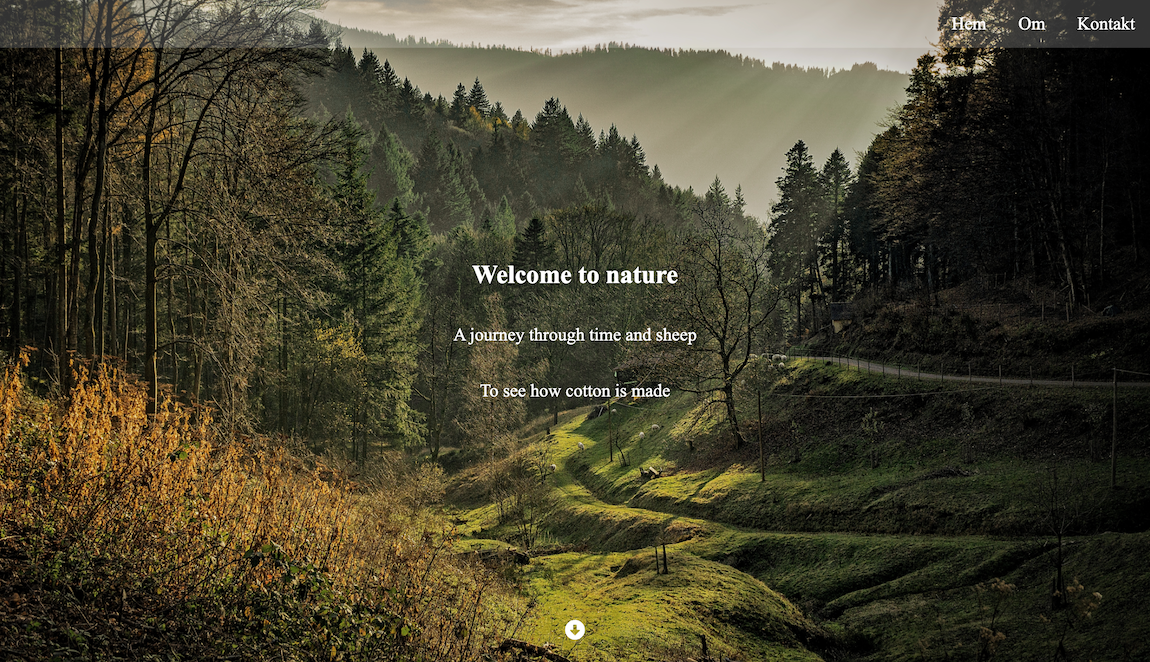 Hem Om Kontakt
Welcome to nature
A journey through time and sheep
To see how cotton is made